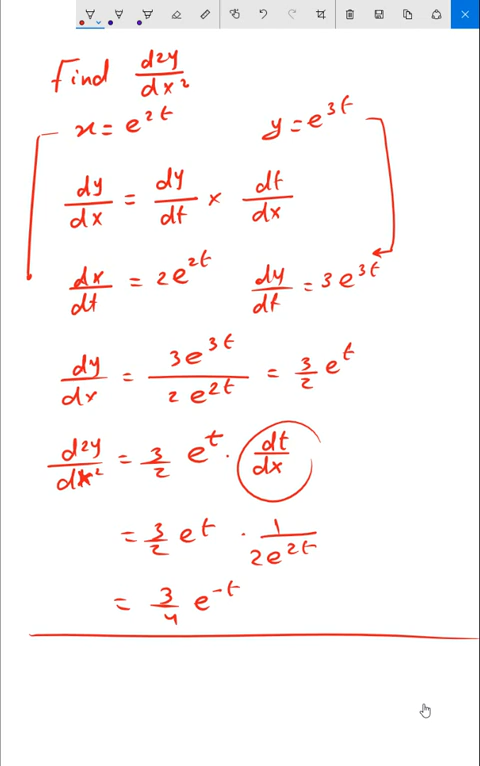 Find d2y/dx²
x = e^2t y = e^3t
dy/dx = dy/dt × dt/dx
dx/dt = 2e^2t dy/dt = 3e^3t
dy/dx = 3e^3t / 2e^2t = 3/2 e^t
d2y/dx² = 3/2 e^t · dt/dx
= 3/2 e^t · 1/2e^2t
= 3/4 e^-t